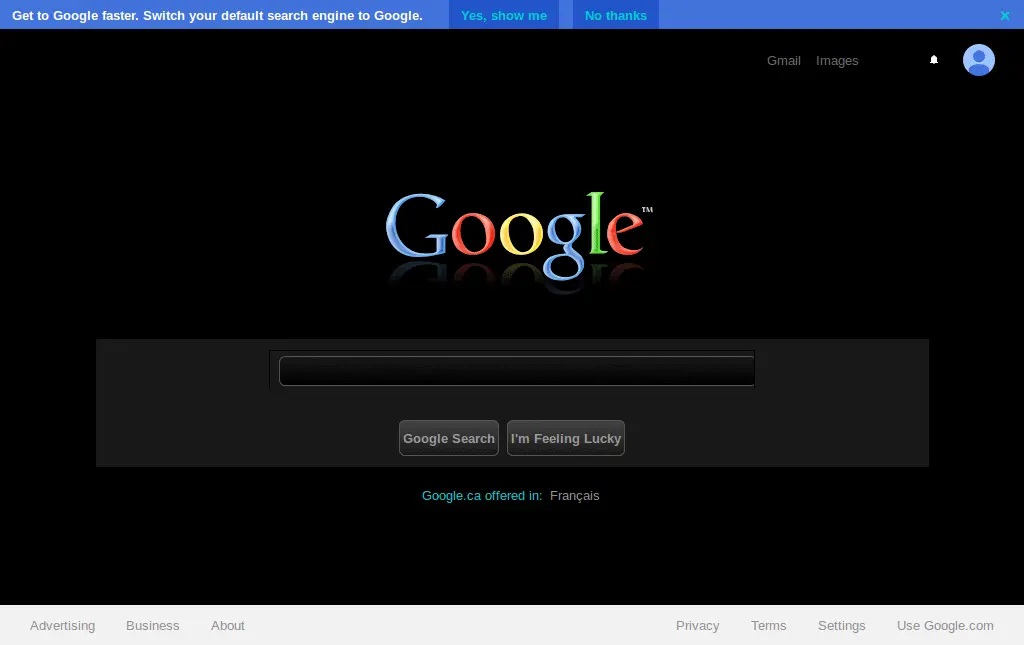 Get to Google faster. Switch your default search engine to Google. Yes, show me No thanks ×
Gmail Images
Google™
Google Search I'm Feeling Lucky
Google.ca offered in: Français
Advertising Business About Privacy Terms Settings Use Google.com